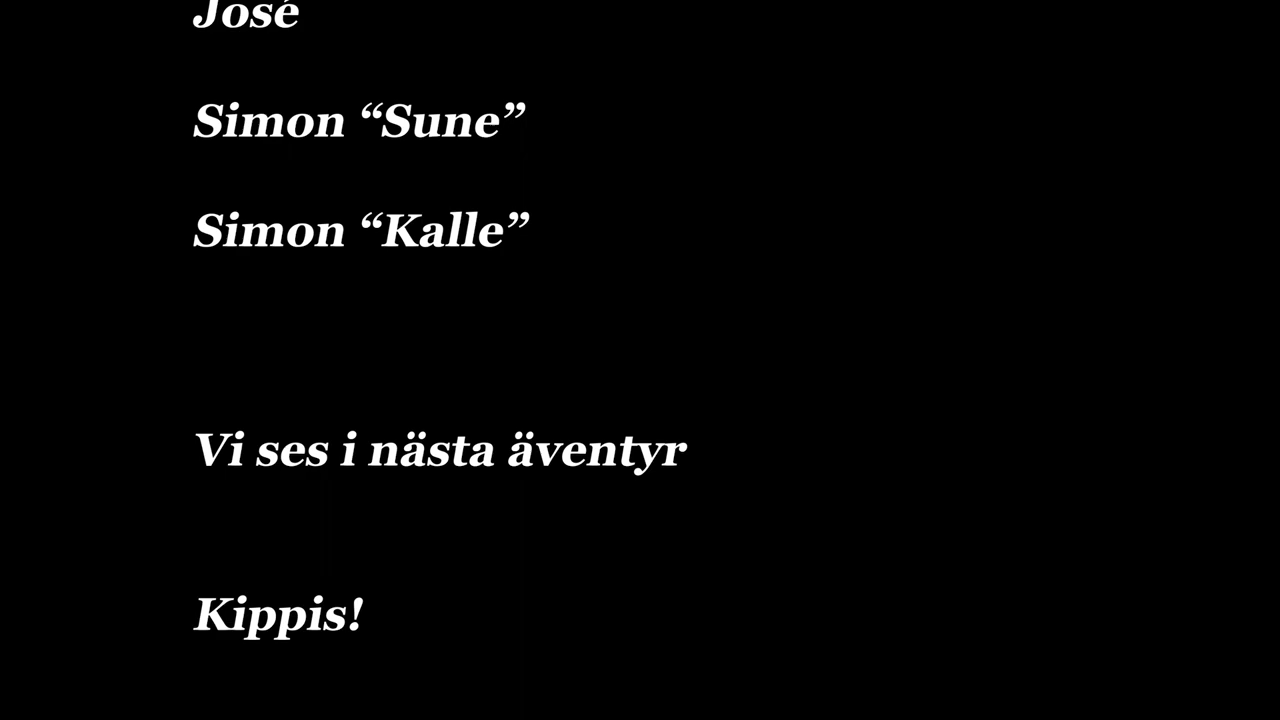 José
Simon “Sune”
Simon “Kalle”
Vi ses i nästa äventyr
Kippis!